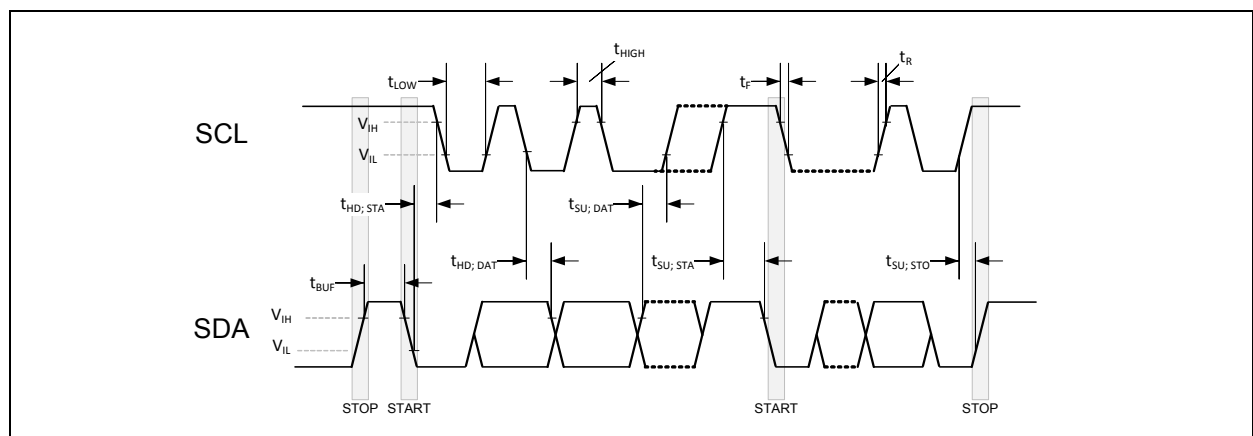 tHIGH
tR
tLOW
tF
SCL
VIH
VIL
tHD; STA
tSU; DAT
tHD; DAT
tSU; STA
tSU; STO
tBUF
SDA
VIH
VIL
STOP START START STOP